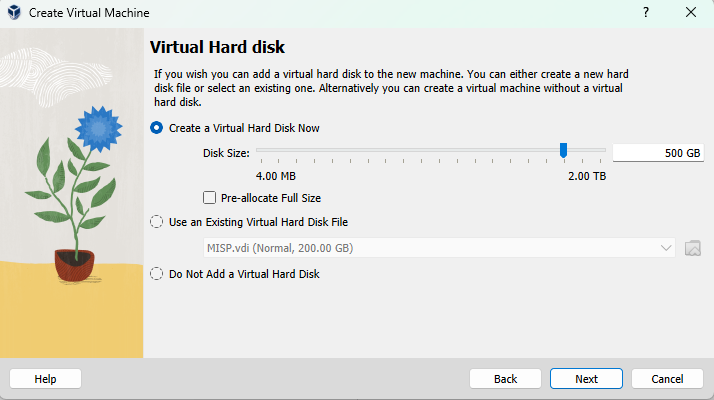 Create Virtual Machine
?
Virtual Hard disk
If you wish you can add a virtual hard disk to the new machine. You can either create a new hard
disk file or select an existing one. Alternatively you can create a virtual machine without a virtual
hard disk.
Create a Virtual Hard Disk Now
Disk Size:
500 GB
4.00 MB
2.00 TB
Pre-allocate Full Size
Use an Existing Virtual Hard Disk File
MISP.vdi (Normal, 200.00 GB)
Do Not Add a Virtual Hard Disk
Help
Back
Next
Cancel